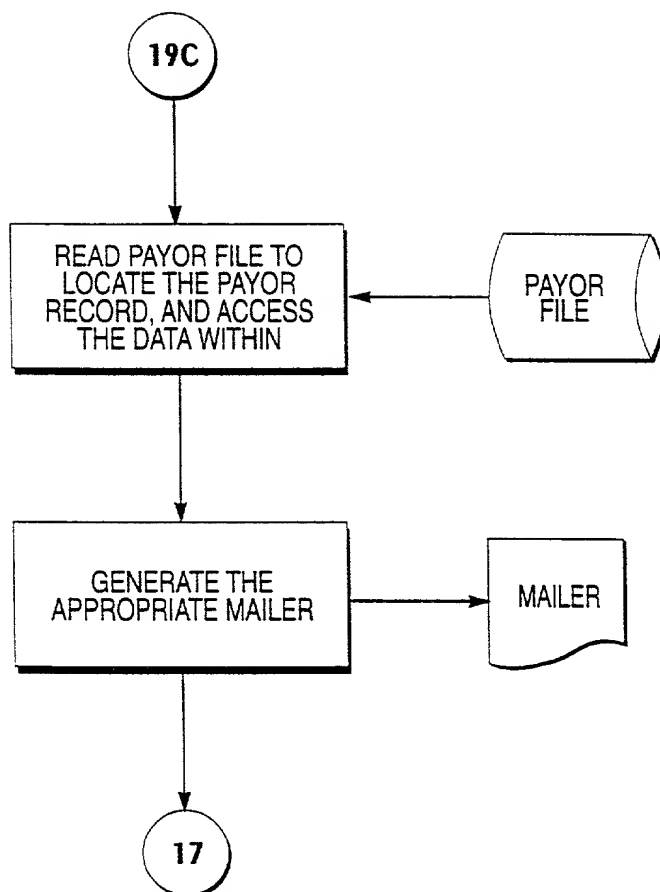 19C
READ PAYOR FILE TO
LOCATE THE PAYOR
RECORD, AND ACCESS
THE DATA WITHIN
PAYOR
FILE
GENERATE THE
APPROPRIATE MAILER
MAILER
17